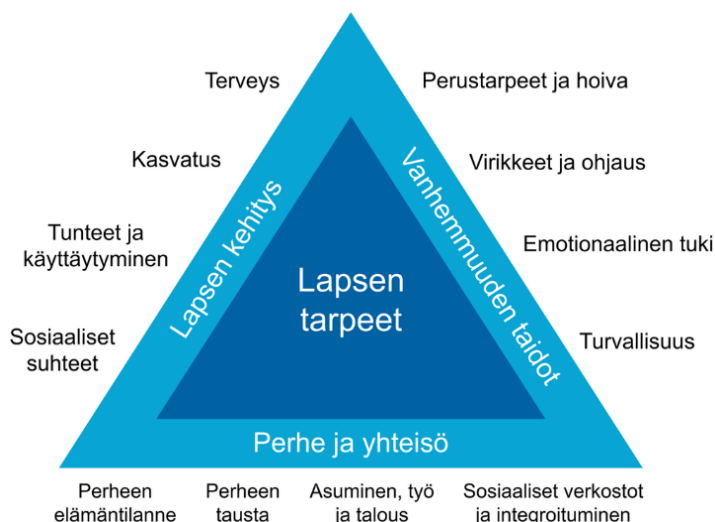 Terveys
Kasvatus
Tunteet ja
käyttäytyminen
Sosiaaliset
suhteet
Lapsen kehitys
Lapsen
tarpeet
Vanhemmuuden taidot
Perustarpeet ja hoiva
Virikkeet ja ohjaus
Emotionaalinen tuki
Turvallisuus
Perhe ja yhteisö
Perheen
elämäntilanne
Perheen
tausta
Asuminen, työ
ja talous
Sosiaaliset verkostot
ja integroituminen